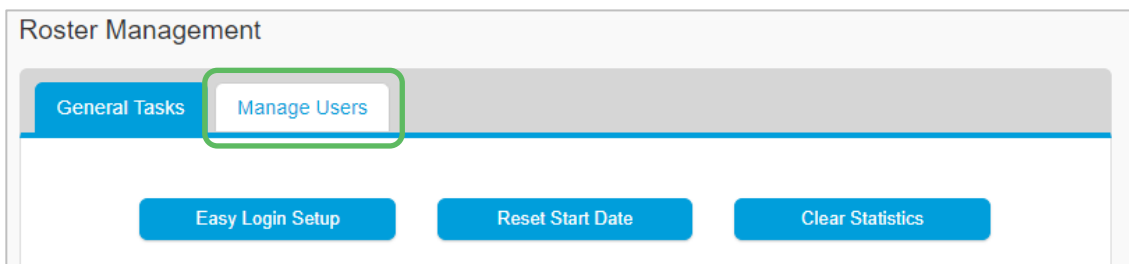 Roster Management
General Tasks Manage Users
Easy Login Setup Reset Start Date Clear Statistics